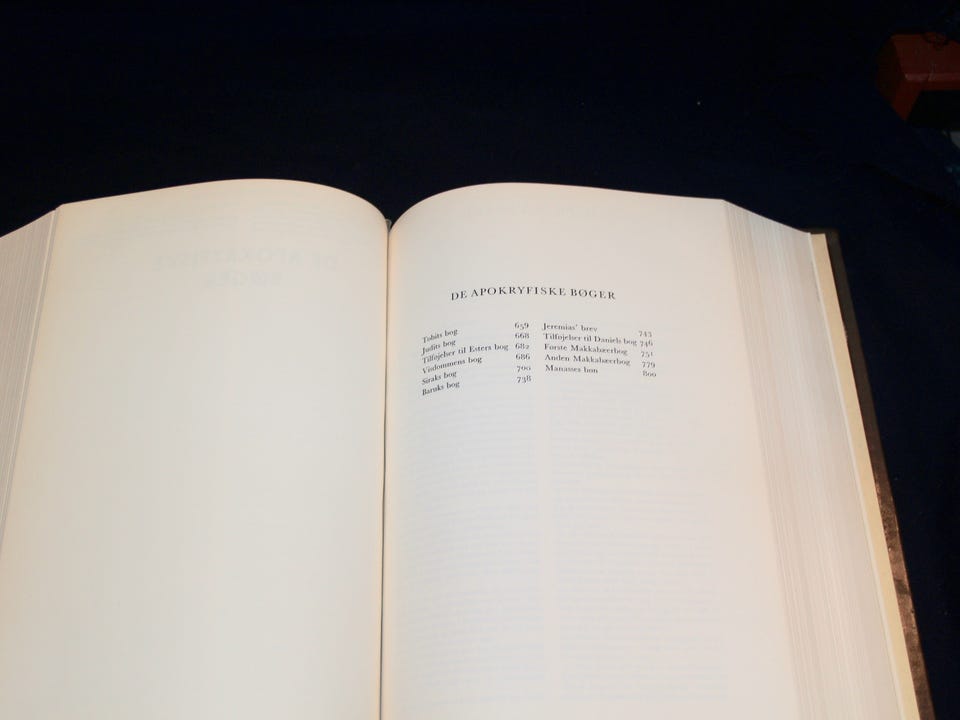 DE APOKRYFISKE BØGER
Tobits bog 659
Judits bog 668
Tilføjelser til Esters bog 682
Visdommens bog 686
Siraks bog 700
Baruks bog 738
Jeremias' brev 743
Tilføjelser til Daniels bog 746
Første Makkabæerbog 751
Anden Makkabæerbog 779
Manasses bøn 800